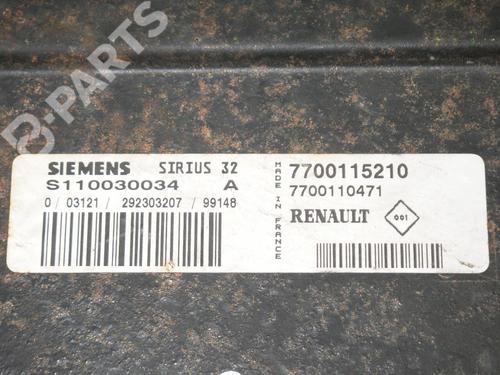 B-PARTS
SIEMENS SIRIUS 32
S110030034 A
0 / 03121 / 292303207 / 99148
MADE IN FRANCE
7700115210
7700110471
RENAULT 001